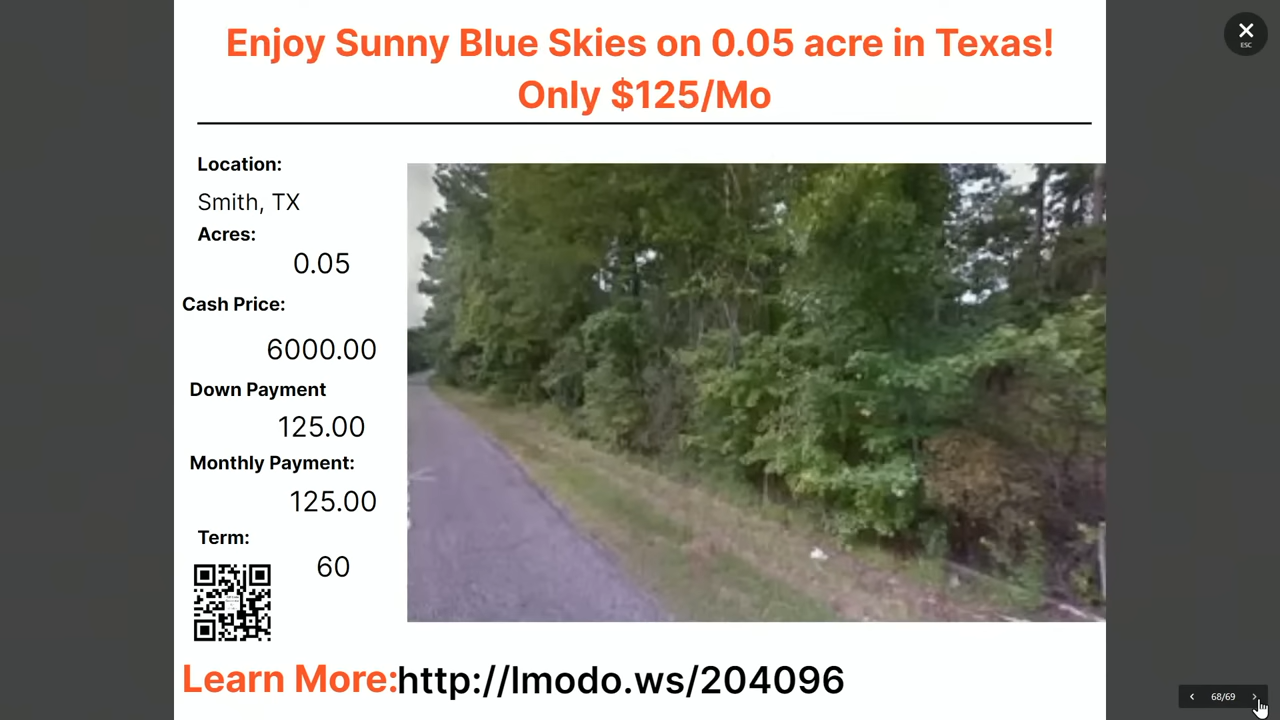 Enjoy Sunny Blue Skies on 0.05 acre in Texas!
Only $125/Mo
ESC
Location:
Smith, TX
Acres:
0.05
Cash Price:
6000.00
Down Payment
125.00
Monthly Payment:
125.00
Term:
60
Learn More:http://lmodo.ws/204096
68/69